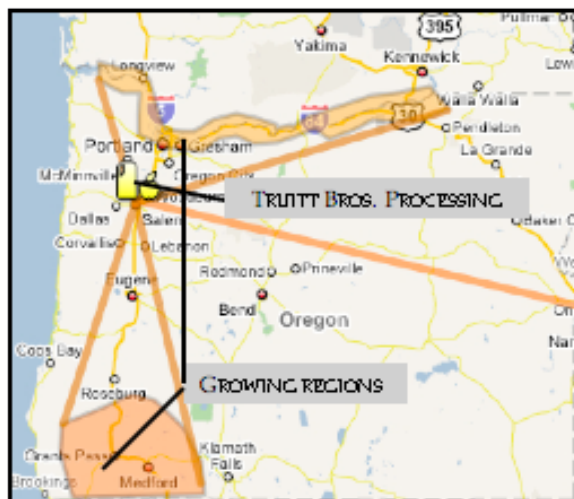 395
Pullman
Yakima
Kennewick
Longview
Walla Walla
5
84
30
Pendleton
Portland
Gresham
La Grande
McMinnville
Oregon City
TRUITT BROS. PROCESSING
Dallas
Salem
Baker
Corvallis
Lebanon
Redmond
Prineville
Eugene
Bend
Oregon
Coos Bay
GROWING REGIONS
Roseburg
Grants Pass
Klamath
Falls
Medford
Brookings